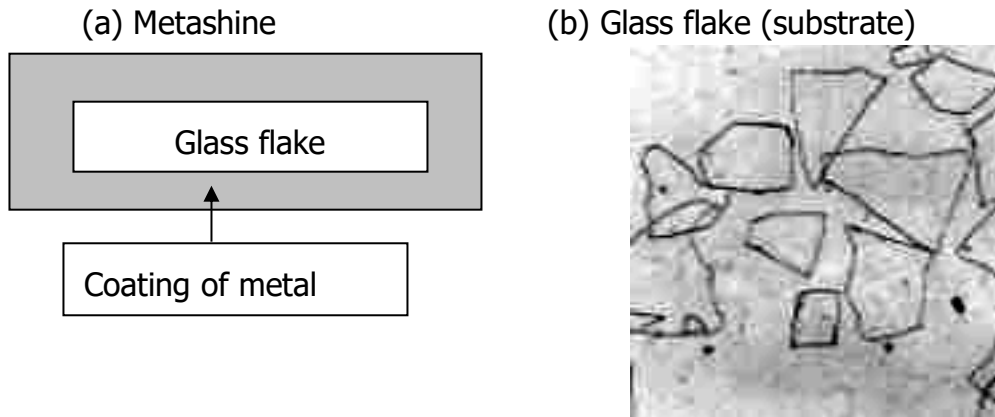 (a) Metashine
(b) Glass flake (substrate)
Glass flake
Coating of metal